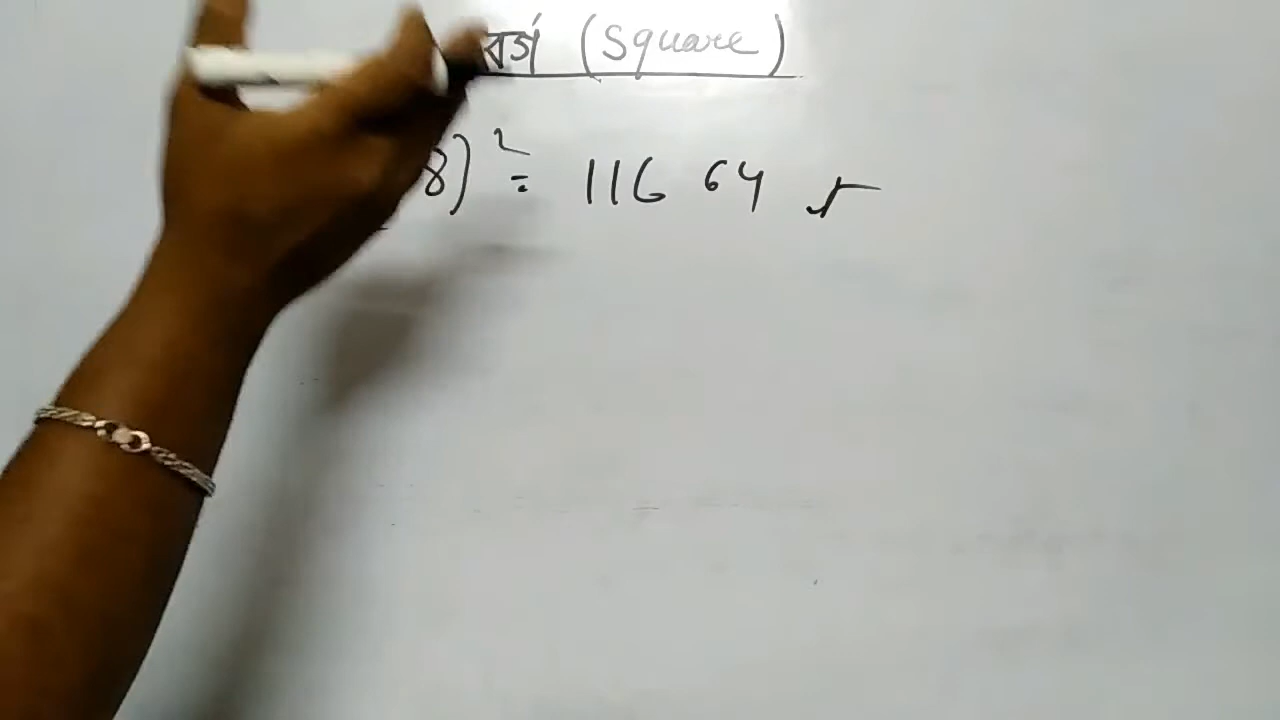 বর্গ (Square)
8)² = 116 64